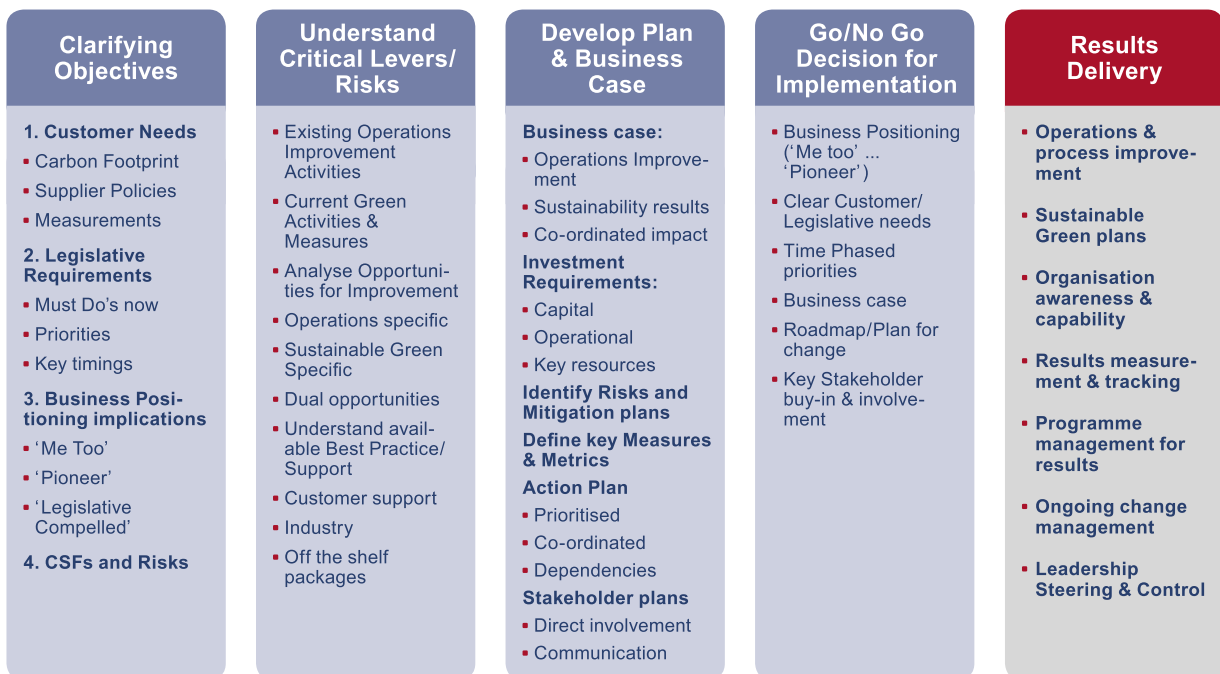 Clarifying
Objectives
1. Customer Needs
Carbon Footprint
Supplier Policies
Measurements
2. Legislative
Requirements
Must Do’s now
Priorities
Key timings
3. Business Posi-
tioning implications
‘Me Too’
‘Pioneer’
‘Legislative
Compelled’
4. CSFs and Risks
Understand
Critical Levers/
Risks
Existing Operations
Improvement
Activities
Current Green
Activities &
Measures
Analyse Opportuni-
ties for Improvement
Operations specific
Sustainable Green
Specific
Dual opportunities
Understand avail-
able Best Practice/
Support
Customer support
Industry
Off the shelf
packages
Develop Plan
& Business
Case
Business case:
Operations Improve-
ment
Sustainability results
Co-ordinated impact
Investment
Requirements:
Capital
Operational
Key resources
Identify Risks and
Mitigation plans
Define key Measures
& Metrics
Action Plan
Prioritised
Co-ordinated
Dependencies
Stakeholder plans
Direct involvement
Communication
Go/No Go
Decision for
Implementation
Business Positioning
(‘Me too’ ...
‘Pioneer’)
Clear Customer/
Legislative needs
Time Phased
priorities
Business case
Roadmap/Plan for
change
Key Stakeholder
buy-in & involve-
ment
Results
Delivery
Operations &
process improve-
ment
Sustainable
Green plans
Organisation
awareness &
capability
Results measure-
ment & tracking
Programme
management for
results
Ongoing change
management
Leadership
Steering & Control